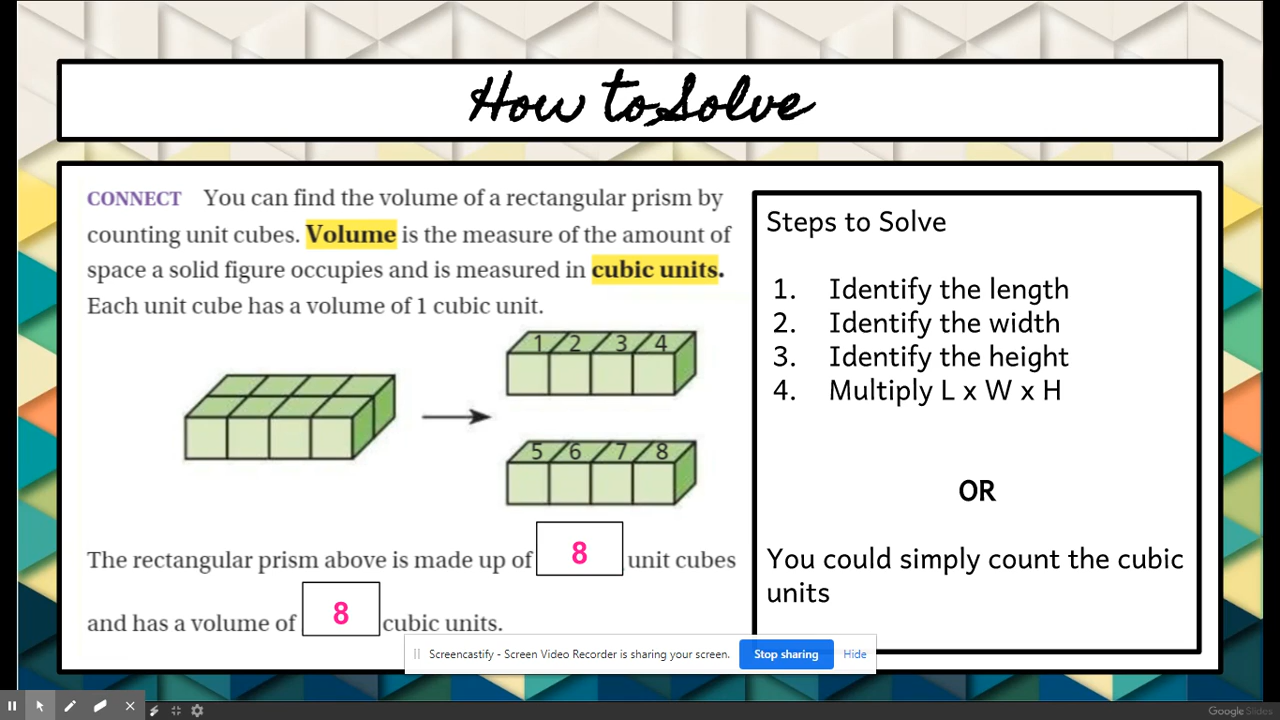 How to Solve
CONNECT You can find the volume of a rectangular prism by
counting unit cubes. Volume is the measure of the amount of
space a solid figure occupies and is measured in cubic units.
Each unit cube has a volume of 1 cubic unit.
1 2 3 4
5 6 7 8
The rectangular prism above is made up of 8 unit cubes
and has a volume of 8 cubic units.
Steps to Solve
1. Identify the length
2. Identify the width
3. Identify the height
4. Multiply L x W x H
OR
You could simply count the cubic
units
Screencastify - Screen Video Recorder is sharing your screen. Stop sharing Hide
Google Slides